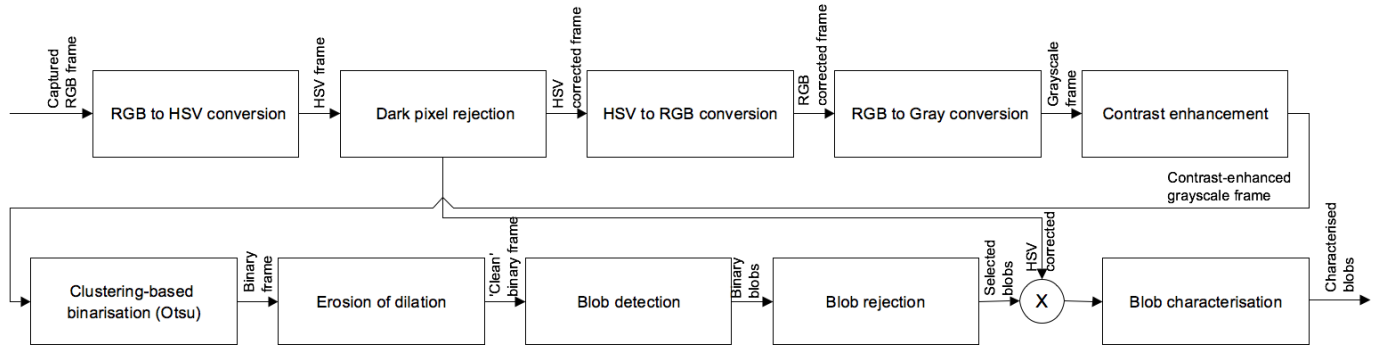 Captured
RGB frame
RGB to HSV conversion
HSV frame
Dark pixel rejection
HSV
corrected frame
HSV to RGB conversion
RGB
corrected frame
RGB to Gray conversion
Grayscale
frame
Contrast enhancement
Contrast-enhanced
grayscale frame
Clustering-based
binarisation (Otsu)
Binary
frame
Erosion of dilation
'Clean'
binary frame
Blob detection
Binary blobs
Blob rejection
Selected
blobs
HSV
corrected
X
Blob characterisation
Characterised
blobs